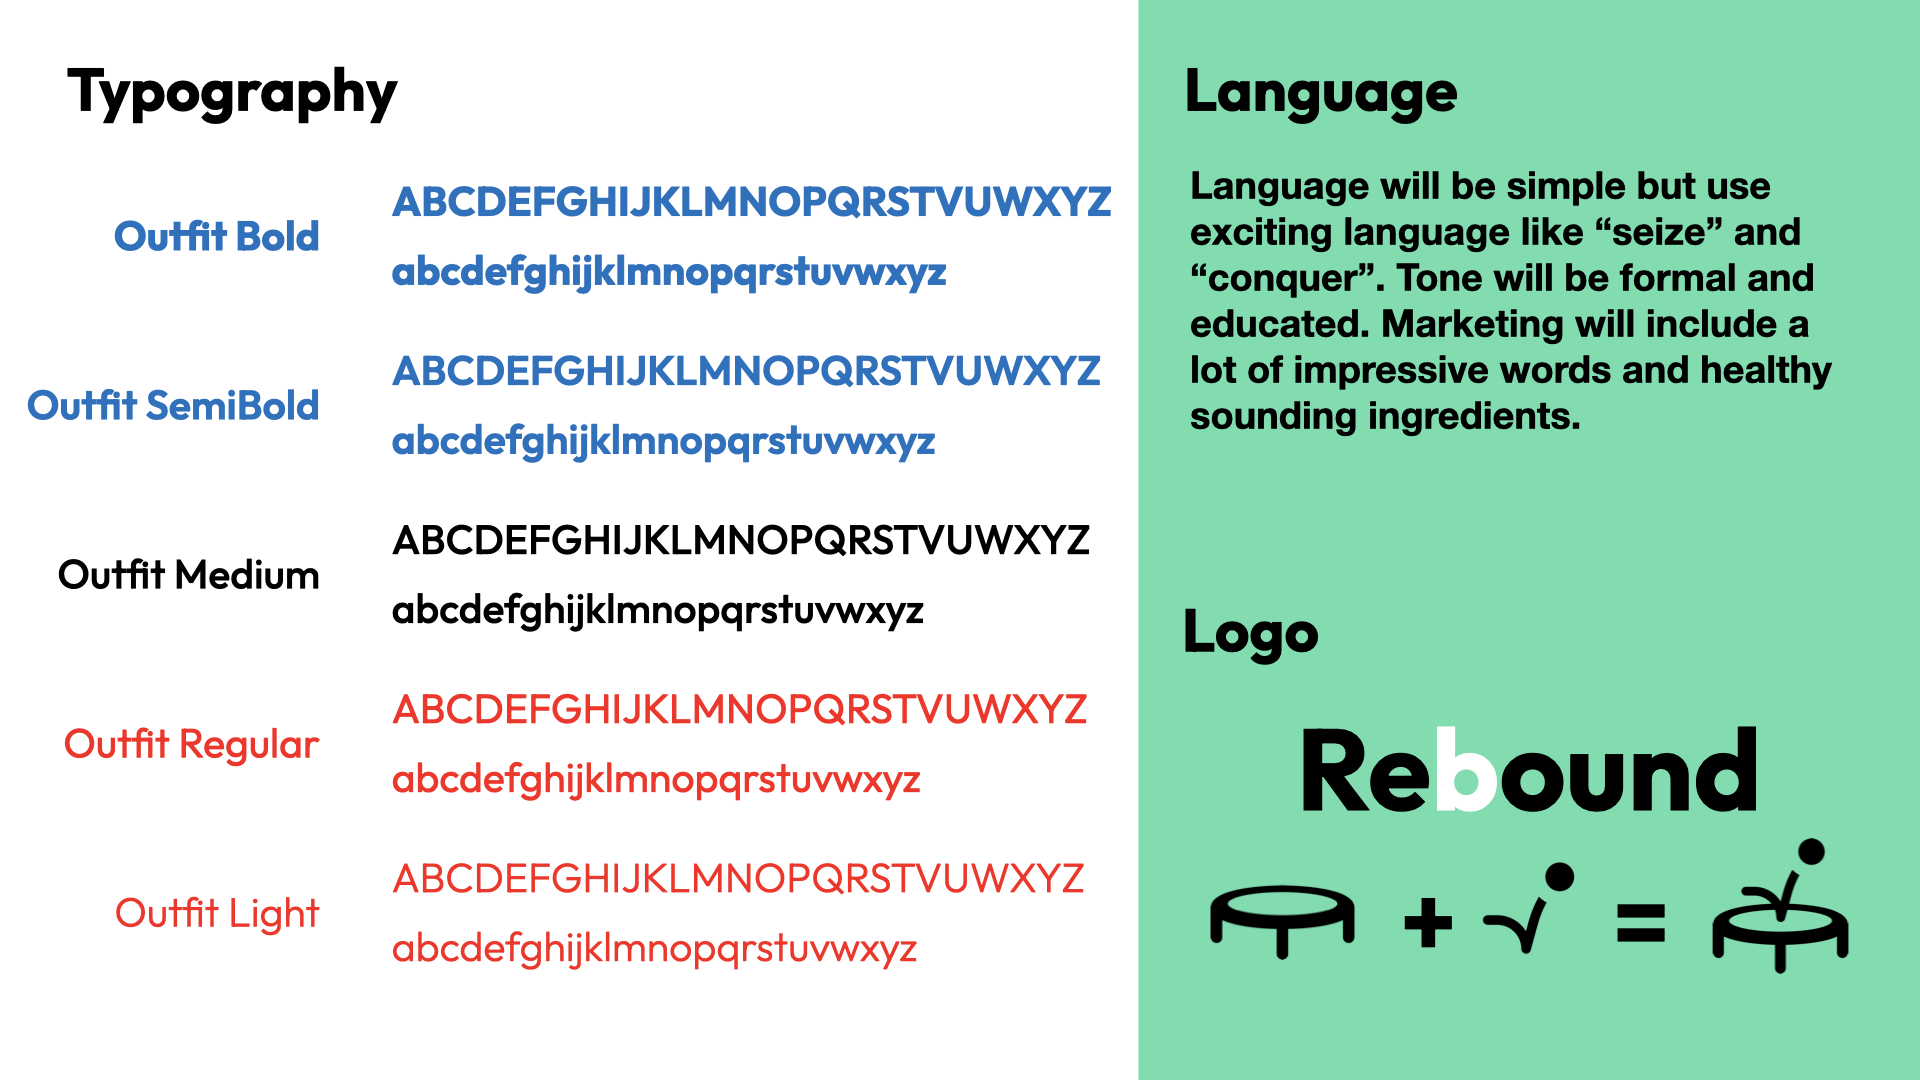 Typography
Outfit Bold
ABCDEFGHIJKLMNOPQRSTVUWXYZ
abcdefghijklmnopqrstuvwxyz
Outfit SemiBold
ABCDEFGHIJKLMNOPQRSTVUWXYZ
abcdefghijklmnopqrstuvwxyz
Outfit Medium
ABCDEFGHIJKLMNOPQRSTVUWXYZ
abcdefghijklmnopqrstuvwxyz
Outfit Regular
ABCDEFGHIJKLMNOPQRSTVUWXYZ
abcdefghijklmnopqrstuvwxyz
Outfit Light
ABCDEFGHIJKLMNOPQRSTVUWXYZ
abcdefghijklmnopqrstuvwxyz
Language
Language will be simple but use
exciting language like “seize” and
“conquer”. Tone will be formal and
educated. Marketing will include a
lot of impressive words and healthy
sounding ingredients.
Logo
Rebound
+ =